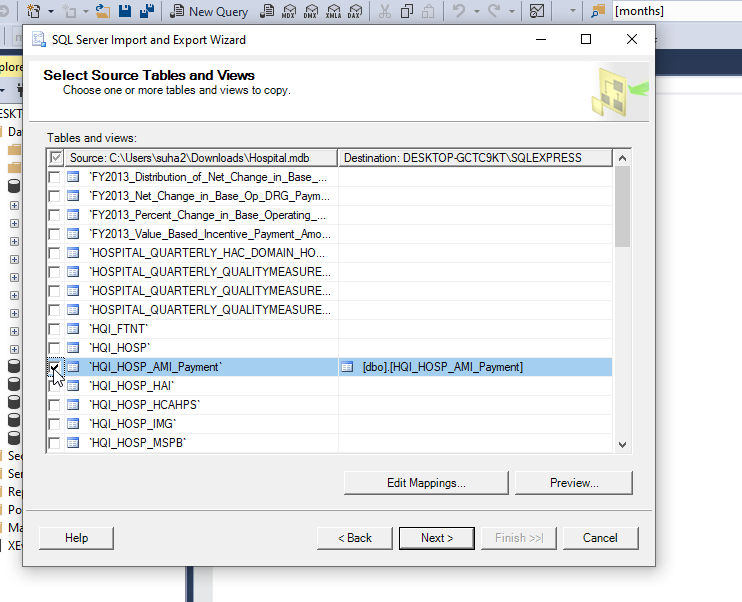 New Query
MDX
DMX
XMLA
DAX
[months]
SQL Server Import and Export Wizard
Select Source Tables and Views
Choose one or more tables and views to copy.
Tables and views:
Source: C:\Users\suha2\Downloads\Hospital.mdb
Destination: DESKTOP-GCTC9KT\SQLEXPRESS
`FY2013_Distribution_of_Net_Change_in_Base_...
`FY2013_Net_Change_in_Base_Op_DRG_Paym...
`FY2013_Percent_Change_in_Base_Operating_...
`FY2013_Value_Based_Incentive_Payment_Amo...
`HOSPITAL_QUARTERLY_HAC_DOMAIN_HO...
`HOSPITAL_QUARTERLY_QUALITYMEASURE...
`HOSPITAL_QUARTERLY_QUALITYMEASURE...
`HOSPITAL_QUARTERLY_QUALITYMEASURE...
`HQI_FTNT`
`HQI_HOSP`
`HQI_HOSP_AMI_Payment`
[dbo].[HQI_HOSP_AMI_Payment]
`HQI_HOSP_HAI`
`HQI_HOSP_HCAHPS`
`HQI_HOSP_IMG`
`HQI_HOSP_MSPB`
Edit Mappings...
Preview...
Help
< Back
Next >
Finish >>|
Cancel
plore
ESKT
Da
Sec
Ser
Rep
Po
Ma
XE